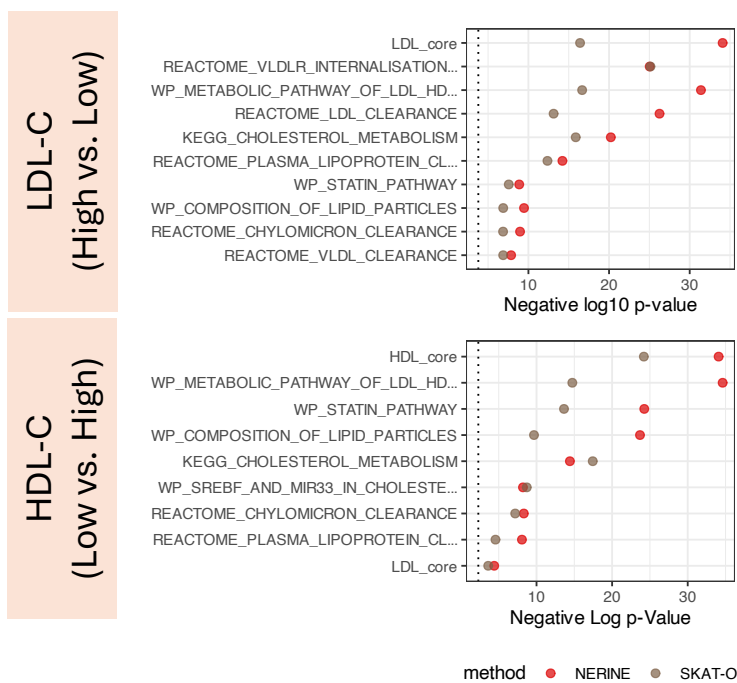 LDL-C
(High vs. Low)
LDL_core
REACTOME_VLDLR_INTERNALISATION...
WP_METABOLIC_PATHWAY_OF_LDL_HD...
REACTOME_LDL_CLEARANCE
KEGG_CHOLESTEROL_METABOLISM
REACTOME_PLASMA_LIPOPROTEIN_CL...
WP_STATIN_PATHWAY
WP_COMPOSITION_OF_LIPID_PARTICLES
REACTOME_CHYLOMICRON_CLEARANCE
REACTOME_VLDL_CLEARANCE
10 20 30
Negative log10 p-value
HDL-C
(Low vs. High)
HDL_core
WP_METABOLIC_PATHWAY_OF_LDL_HD...
WP_STATIN_PATHWAY
WP_COMPOSITION_OF_LIPID_PARTICLES
KEGG_CHOLESTEROL_METABOLISM
WP_SREBF_AND_MIR33_IN_CHOLESTE...
REACTOME_CHYLOMICRON_CLEARANCE
REACTOME_PLASMA_LIPOPROTEIN_CL...
LDL_core
10 20 30
Negative Log p-Value
method NERINE SKAT-O